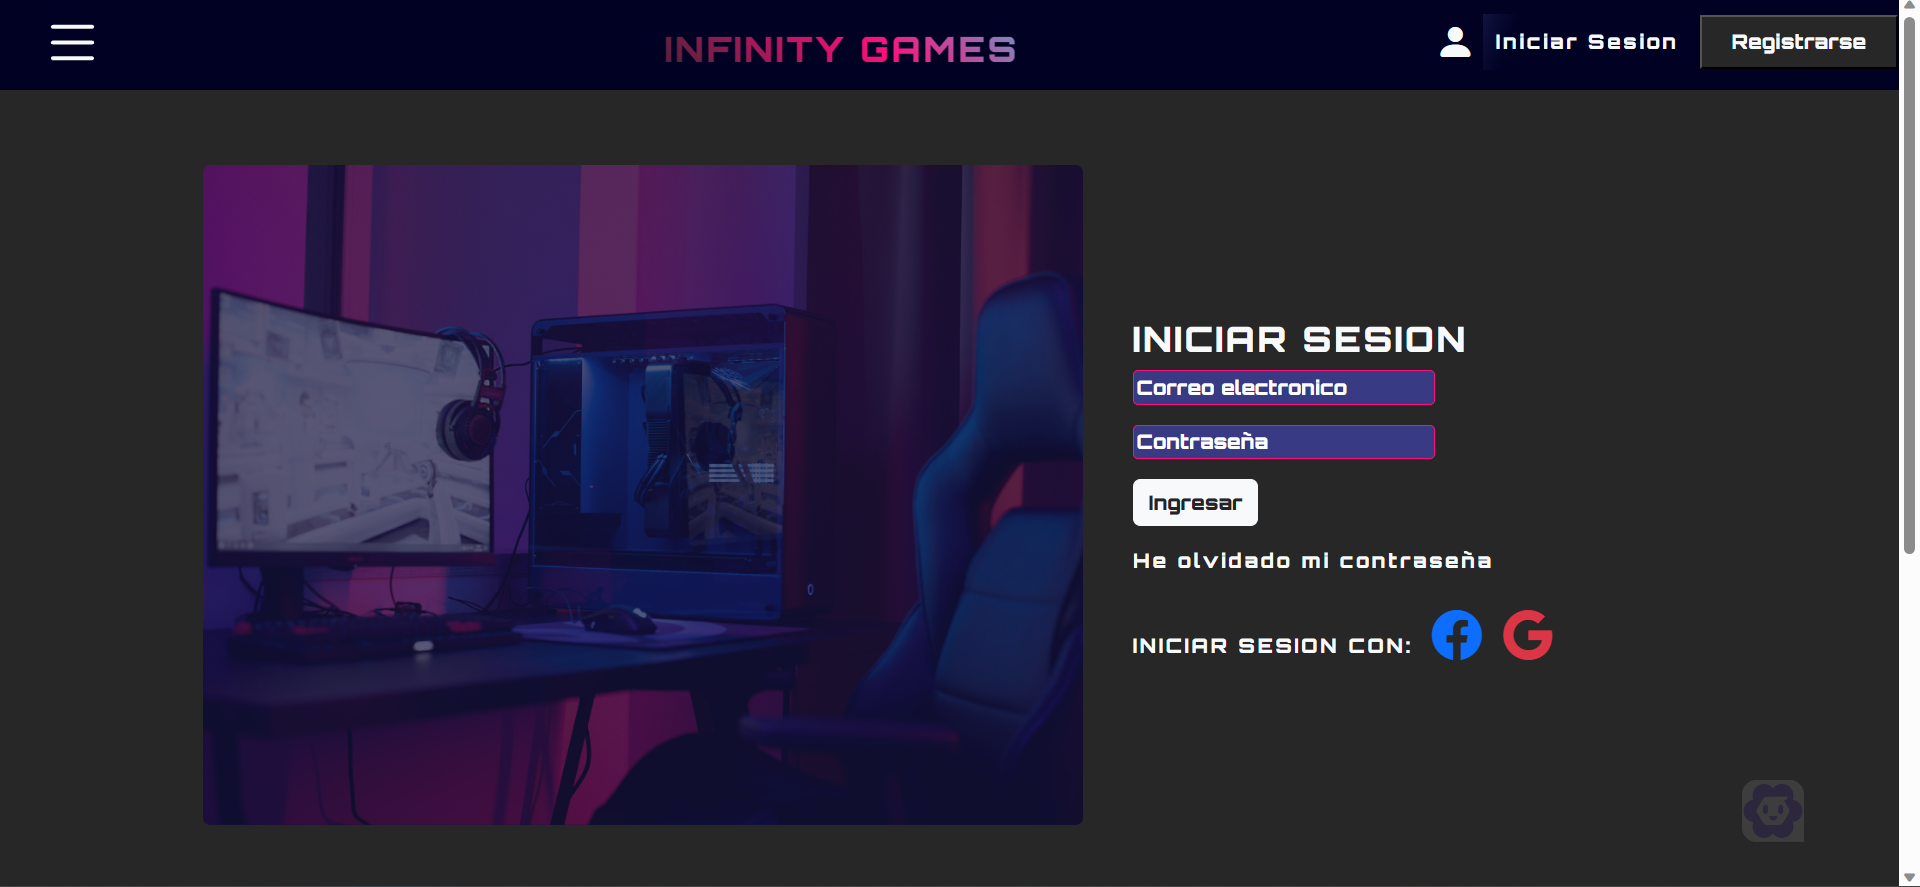 INFINITY GAMES
Iniciar Sesion
Registrarse
INICIAR SESION
Correo electronico
Contraseña
Ingresar
He olvidado mi contraseña
INICIAR SESION CON: